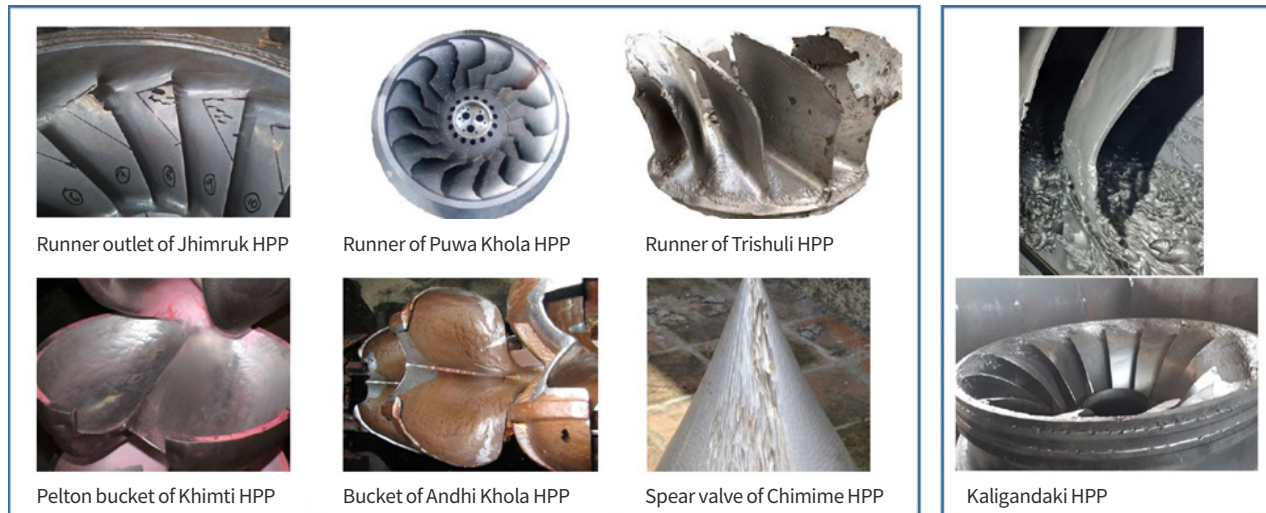 Runner outlet of Jhimruk HPP
Runner of Puwa Khola HPP
Runner of Trishuli HPP
Pelton bucket of Khimti HPP
Bucket of Andhi Khola HPP
Spear valve of Chimime HPP
Kaligandaki HPP